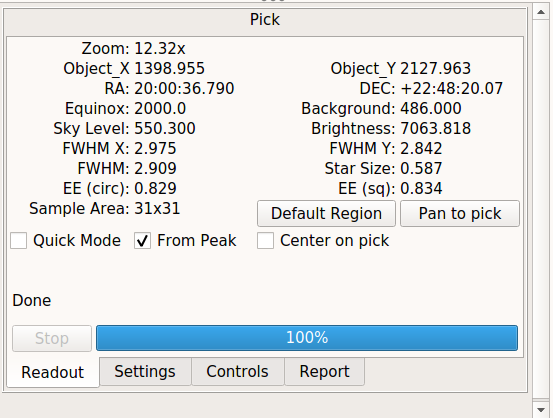 Pick
Zoom: 12.32x
Object_X 1398.955 Object_Y 2127.963
RA: 20:00:36.790 DEC: +22:48:20.07
Equinox: 2000.0 Background: 486.000
Sky Level: 550.300 Brightness: 7063.818
FWHM X: 2.975 FWHM Y: 2.842
FWHM: 2.909 Star Size: 0.587
EE (circ): 0.829 EE (sq): 0.834
Sample Area: 31x31 Default Region Pan to pick
Quick Mode From Peak Center on pick
Done
Stop 100%
Readout Settings Controls Report